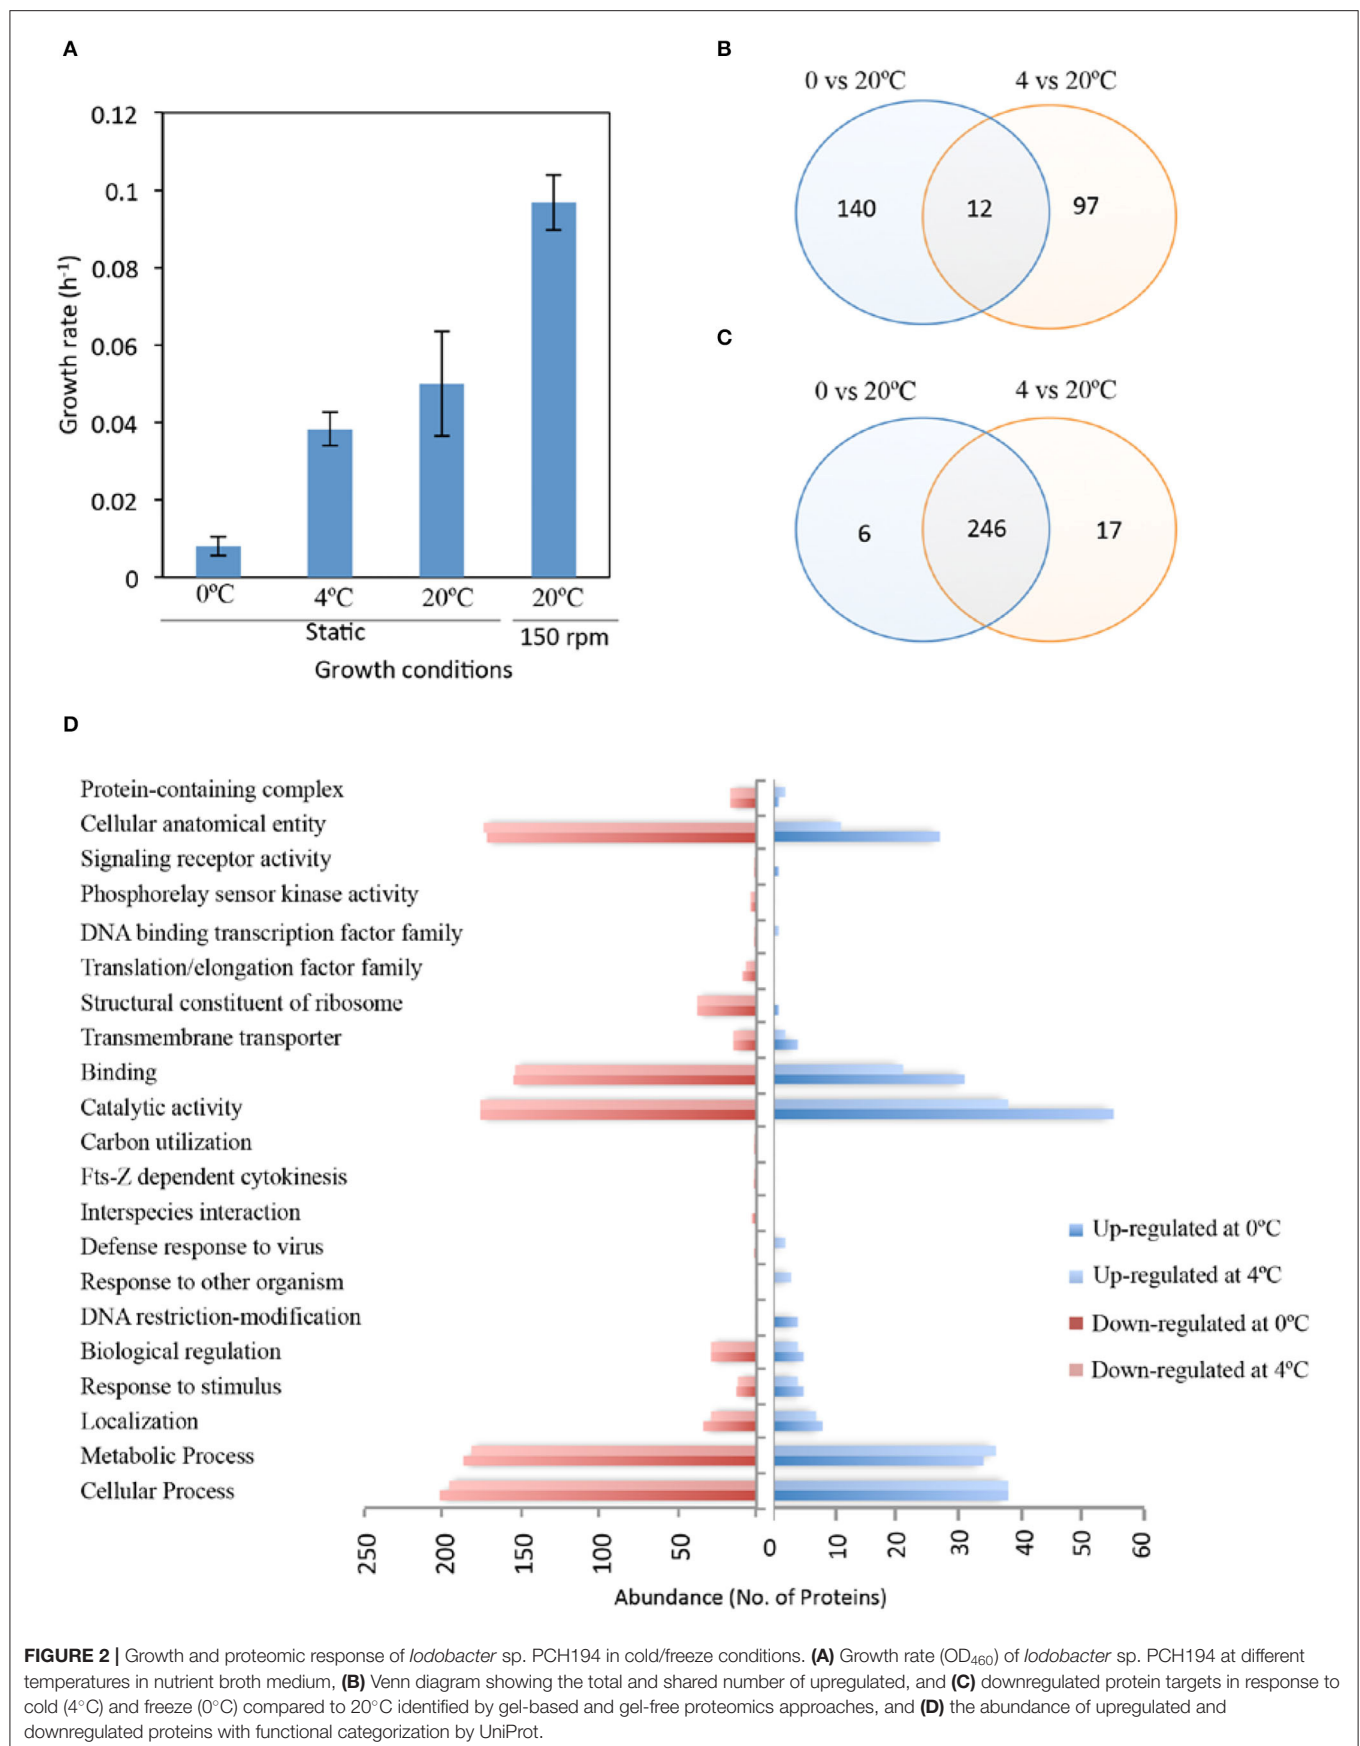 A
0.12
0.1
0.08
0.06
0.04
0.02
0
Growth rate (h-1)
0ºC 4ºC 20ºC 20ºC
Static 150 rpm
Growth conditions
B
0 vs 20ºC 4 vs 20ºC
140 12 97
C
0 vs 20ºC 4 vs 20ºC
6 246 17
D
Protein-containing complex
Cellular anatomical entity
Signaling receptor activity
Phosphorelay sensor kinase activity
DNA binding transcription factor family
Translation/elongation factor family
Structural constituent of ribosome
Transmembrane transporter
Binding
Catalytic activity
Carbon utilization
Fts-Z dependent cytokinesis
Interspecies interaction
Defense response to virus
Response to other organism
DNA restriction-modification
Biological regulation
Response to stimulus
Localization
Metabolic Process
Cellular Process
Up-regulated at 0ºC
Up-regulated at 4ºC
Down-regulated at 0ºC
Down-regulated at 4ºC
250 200 150 100 50 0 10 20 30 40 50 60
Abundance (No. of Proteins)
FIGURE 2 | Growth and proteomic response of Iodobacter sp. PCH194 in cold/freeze conditions. (A) Growth rate (OD460) of Iodobacter sp. PCH194 at different
temperatures in nutrient broth medium, (B) Venn diagram showing the total and shared number of upregulated, and (C) downregulated protein targets in response to
cold (4°C) and freeze (0°C) compared to 20°C identified by gel-based and gel-free proteomics approaches, and (D) the abundance of upregulated and
downregulated proteins with functional categorization by UniProt.